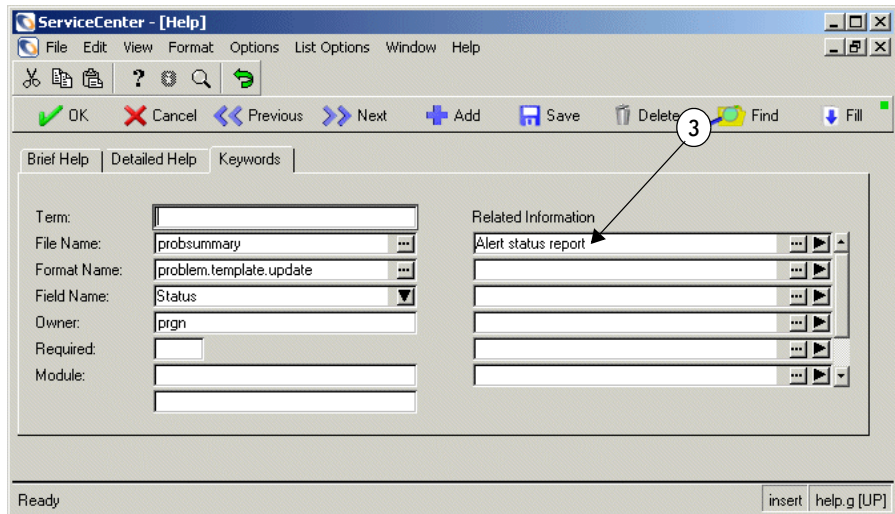 ServiceCenter - [Help]
File Edit View Format Options List Options Window Help
?
OK Cancel Previous Next Add Save Delete Find Fill
3
Brief Help Detailed Help Keywords
Term:
Related Information
File Name: probsummary
Alert status report
Format Name: problem.template.update
Field Name: Status
Owner: prgn
Required:
Module:
Ready
insert help.g [UP]